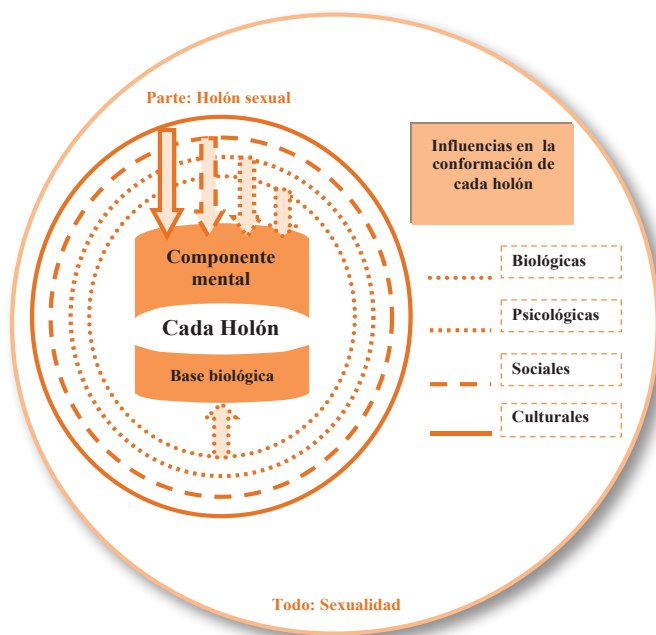 Parte: Holón sexual
Influencias en la
conformación de
cada holón
Componente
mental
Cada Holón
Base biológica
Biológicas
Psicológicas
Sociales
Culturales
Todo: Sexualidad